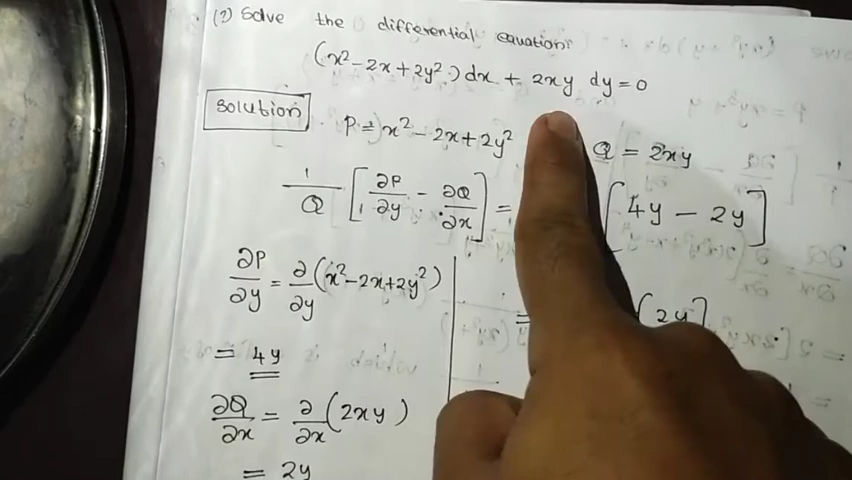 (2) Solve the differential equation:
(x² - 2x + 2y²) dx + 2xy dy = 0
Solution
P = x² - 2x + 2y² Q = 2xy
1/Q [∂P/∂y - ∂Q/∂x] = [4y - 2y]
∂P/∂y = ∂/∂y (x² - 2x + 2y²)
= [2y]
= 4y
∂Q/∂x = ∂/∂x (2xy)
= 2y